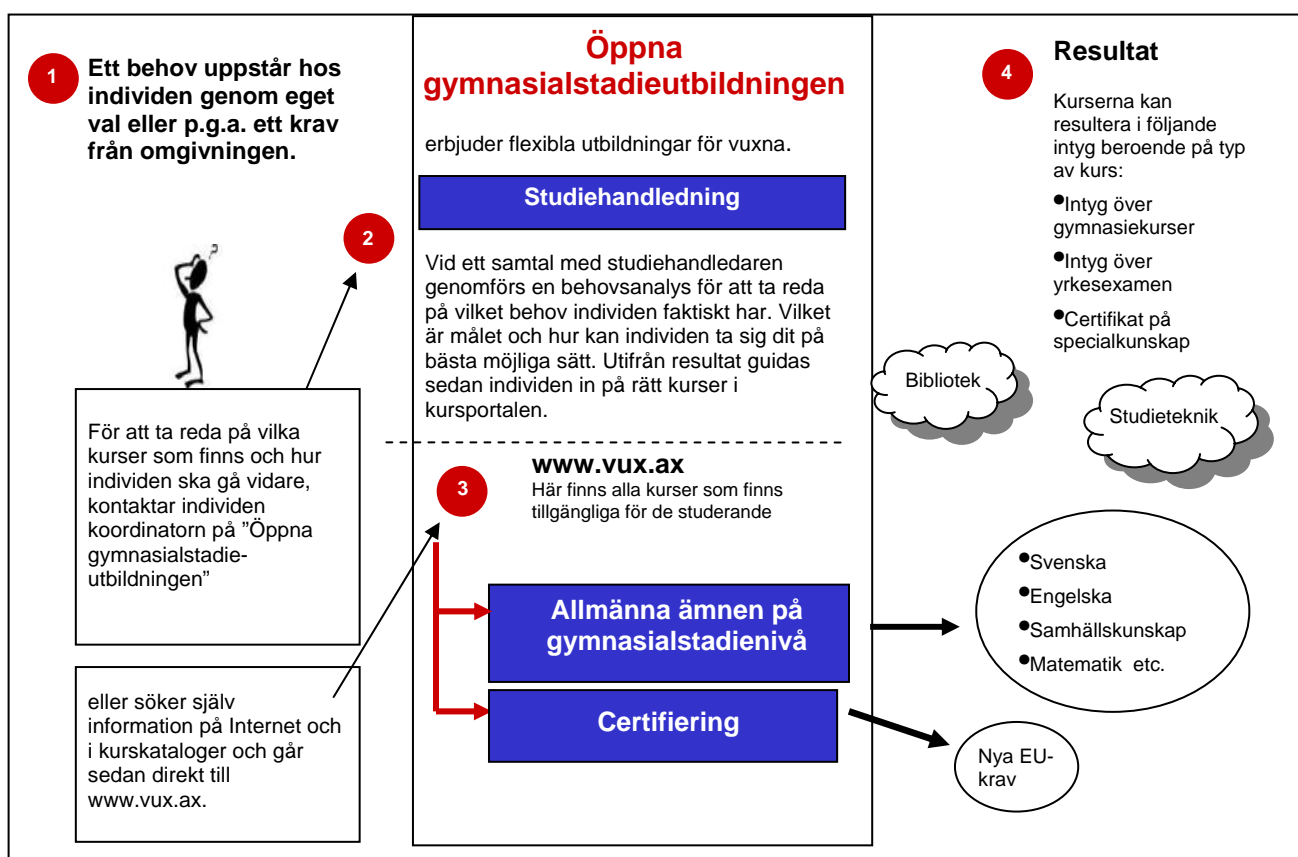 1
Ett behov uppstår hos
individen genom eget
val eller p.g.a. ett krav
från omgivningen.
För att ta reda på vilka
kurser som finns och hur
individen ska gå vidare,
kontaktar individen
koordinatorn på ”Öppna
gymnasialstadie-
utbildningen”
eller söker själv
information på Internet och
i kurskataloger och går
sedan direkt till
www.vux.ax.
Öppna
gymnasialstadieutbildningen
erbjuder flexibla utbildningar för vuxna.
Studiehandledning
2
Vid ett samtal med studiehandledaren
genomförs en behovsanalys för att ta reda
på vilket behov individen faktiskt har. Vilket
är målet och hur kan individen ta sig dit på
bästa möjliga sätt. Utifrån resultat guidas
sedan individen in på rätt kurser i
kursportalen.
3
www.vux.ax
Här finns alla kurser som finns
tillgängliga för de studerande
Allmänna ämnen på
gymnasialstadienivå
Certifiering
4
Resultat
Kurserna kan
resultera i följande
intyg beroende på typ
av kurs:
•Intyg över
gymnasiekurser
•Intyg över
yrkesexamen
•Certifikat på
specialkunskap
Bibliotek
Studieteknik
•Svenska
•Engelska
•Samhällskunskap
•Matematik etc.
Nya EU-
krav
?